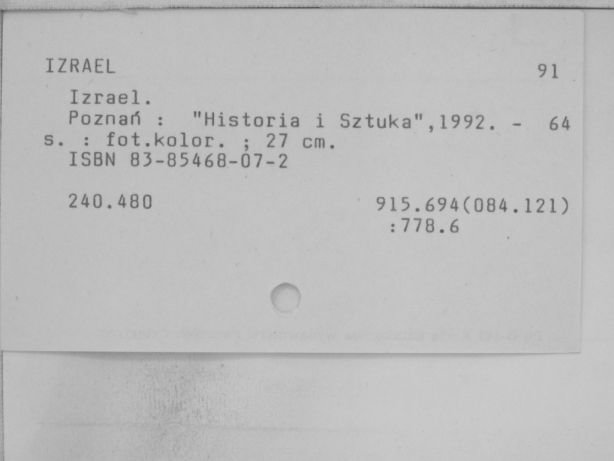 IZRAEL 91
Izrael.
Poznań : "Historia i Sztuka",1992. - 64
s. : fot.kolor. ; 27 cm.
ISBN 83-85468-07-2
240.480 915.694(084.121)
:778.6